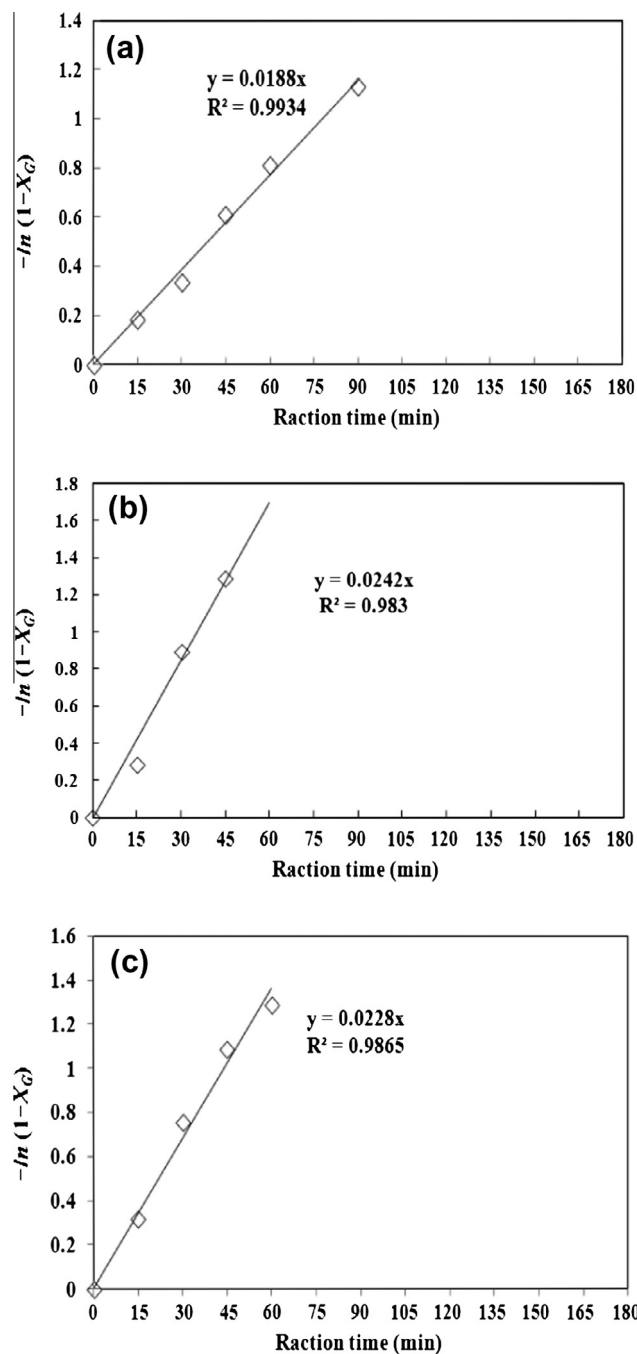 (a)
y = 0.0188x
R² = 0.9934
−ln (1−X_G)
1.4
1.2
1
0.8
0.6
0.4
0.2
0
0 15 30 45 60 75 90 105 120 135 150 165 180
Raction time (min)
(b)
y = 0.0242x
R² = 0.983
−ln (1−X_G)
1.8
1.6
1.4
1.2
1
0.8
0.6
0.4
0.2
0
0 15 30 45 60 75 90 105 120 135 150 165 180
Raction time (min)
(c)
y = 0.0228x
R² = 0.9865
−ln (1−X_G)
1.6
1.4
1.2
1
0.8
0.6
0.4
0.2
0
0 15 30 45 60 75 90 105 120 135 150 165 180
Raction time (min)